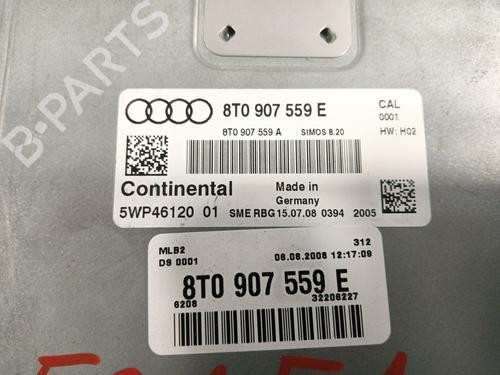 8T0 907 559 E
CAL
0001
8T0 907 559 A SIMOS 8.20
HW: H02
Continental
Made in
Germany
5WP46120 01
SME RBG 15.07.08 0394 2005
MLB2
312
DS 0001
06.08.2008 12:17:09
8T0 907 559 E
6208
32206227
B-PARTS